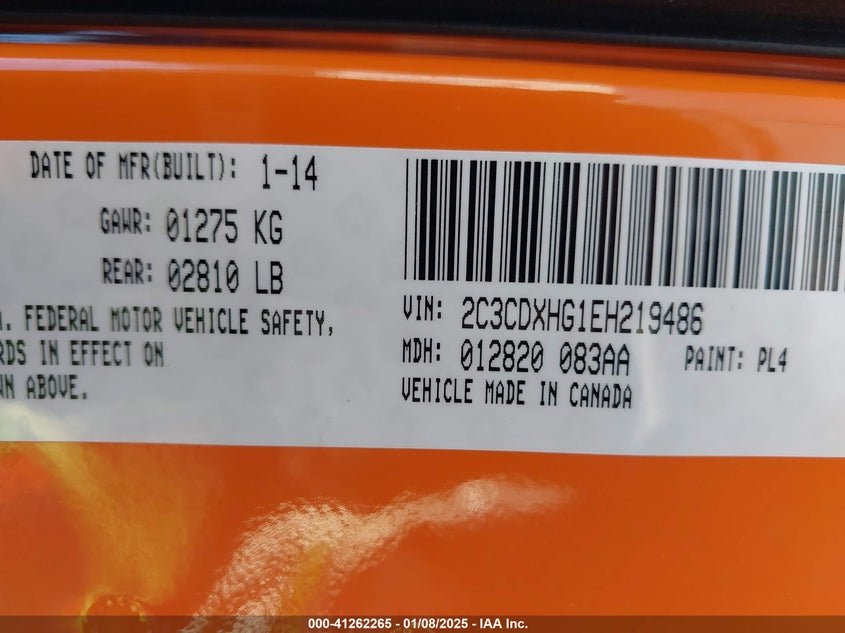 DATE OF MFR(BUILT): 1-14
GAWR: 01275 KG
REAR: 02810 LB
. FEDERAL MOTOR VEHICLE SAFETY,
RDS IN EFFECT ON
WN ABOVE.
VIN: 2C3CDXHG1EH219486
MDH: 012820 083AA PAINT: PL4
VEHICLE MADE IN CANADA
000-41262265 - 01/08/2025 - IAA Inc.